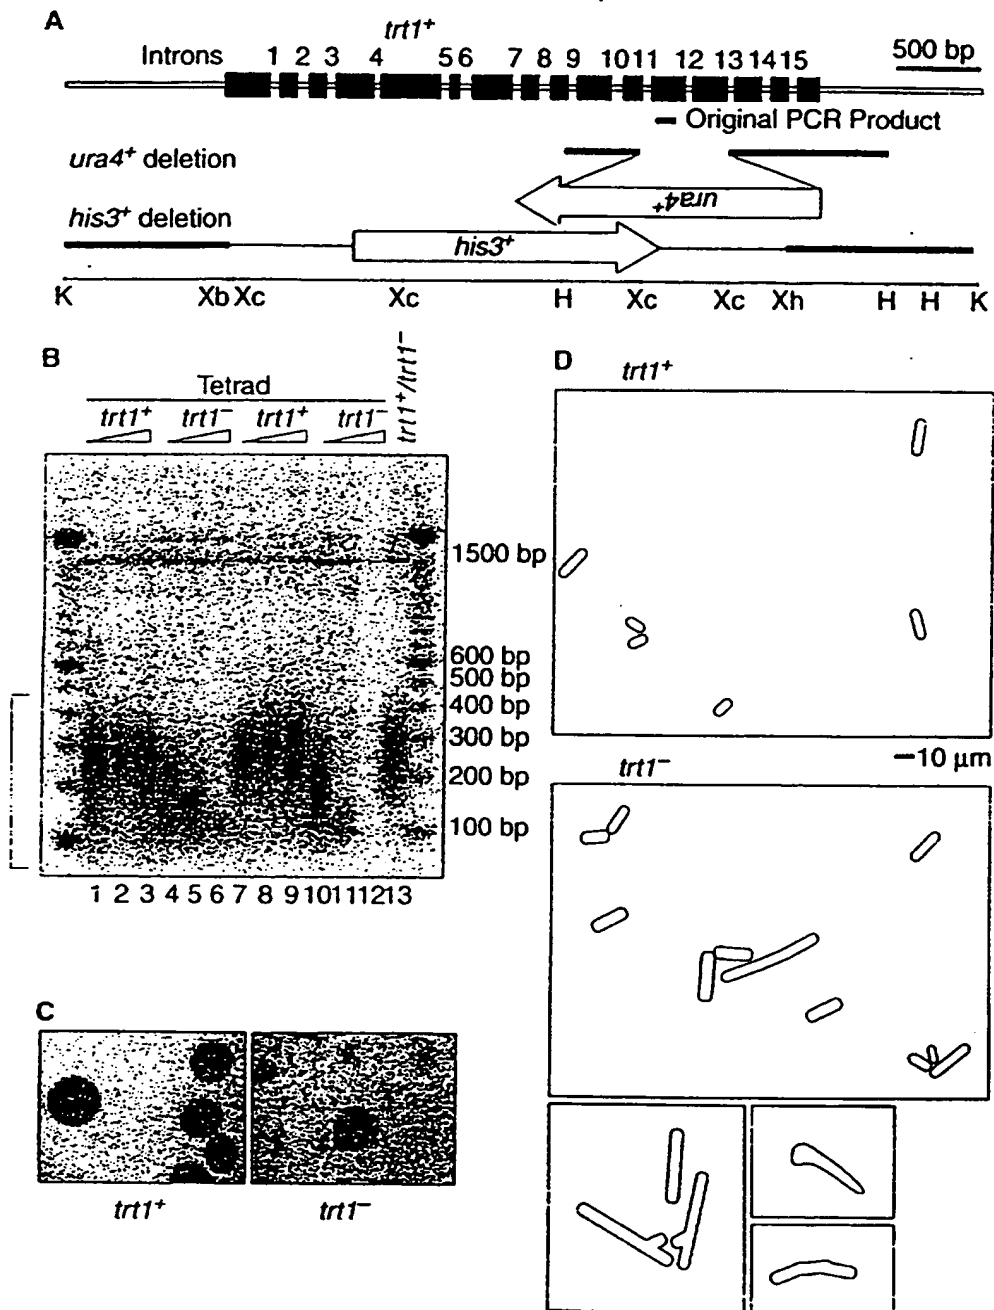 A
trt1+
Introns 1 2 3 4 5 6 7 8 9 10 11 12 13 14 15
500 bp
Original PCR Product
ura4+ deletion
ura4+
his3+ deletion
his3+
K Xb Xc Xc H Xc Xc Xh H H K
B
Tetrad
trt1+ trt1− trt1+ trt1−
trt1+/trt1−
1500 bp
600 bp
500 bp
400 bp
300 bp
200 bp
100 bp
1 2 3 4 5 6 7 8 9 10 11 12 13
C
trt1+
trt1−
D
trt1+
10 µm
trt1−